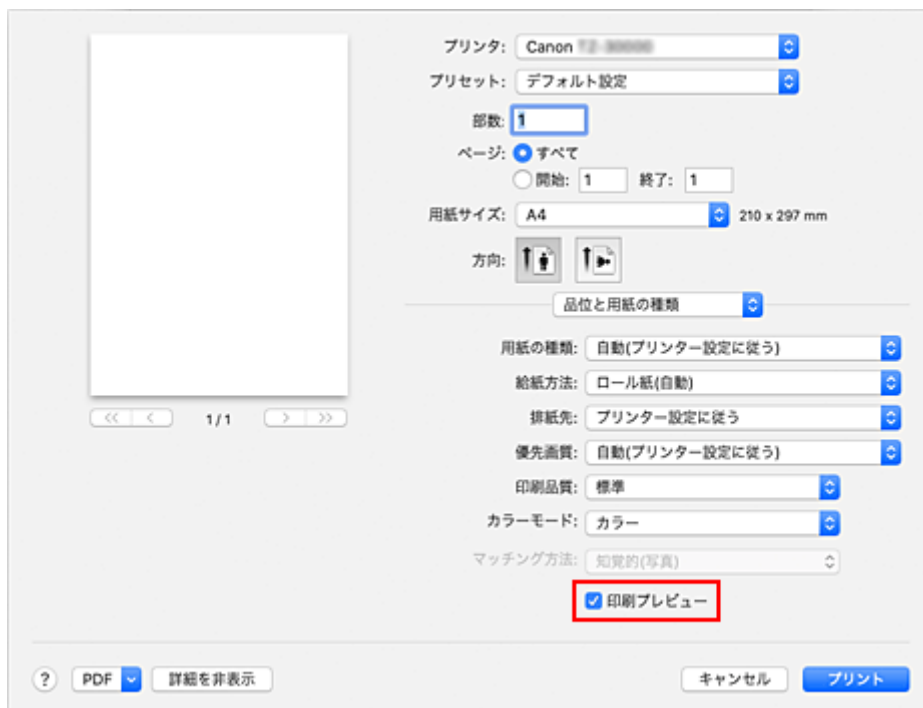 プリンタ: Canon
プリセット: デフォルト設定
部数: 1
ページ: すべて
開始: 1 終了: 1
用紙サイズ: A4 210 x 297 mm
方向:
品位と用紙の種類
用紙の種類: 自動(プリンター設定に従う)
給紙方法: ロール紙(自動)
排紙先: プリンター設定に従う
優先画質: 自動(プリンター設定に従う)
印刷品質: 標準
カラーモード: カラー
マッチング方法: 知覚的(写真)
印刷プレビュー
<< < 1/1 > >>
? PDF 詳細を非表示 キャンセル プリント